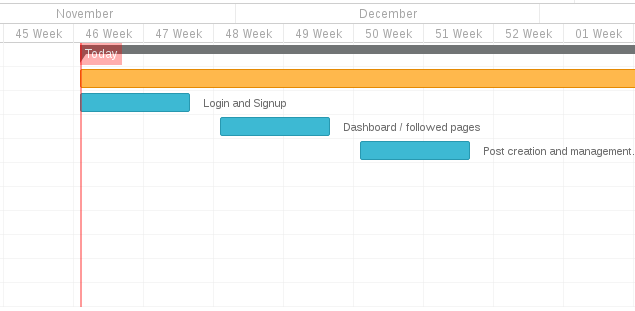 November December
45 Week 46 Week 47 Week 48 Week 49 Week 50 Week 51 Week 52 Week 01 Week
Today
Login and Signup
Dashboard / followed pages
Post creation and management.